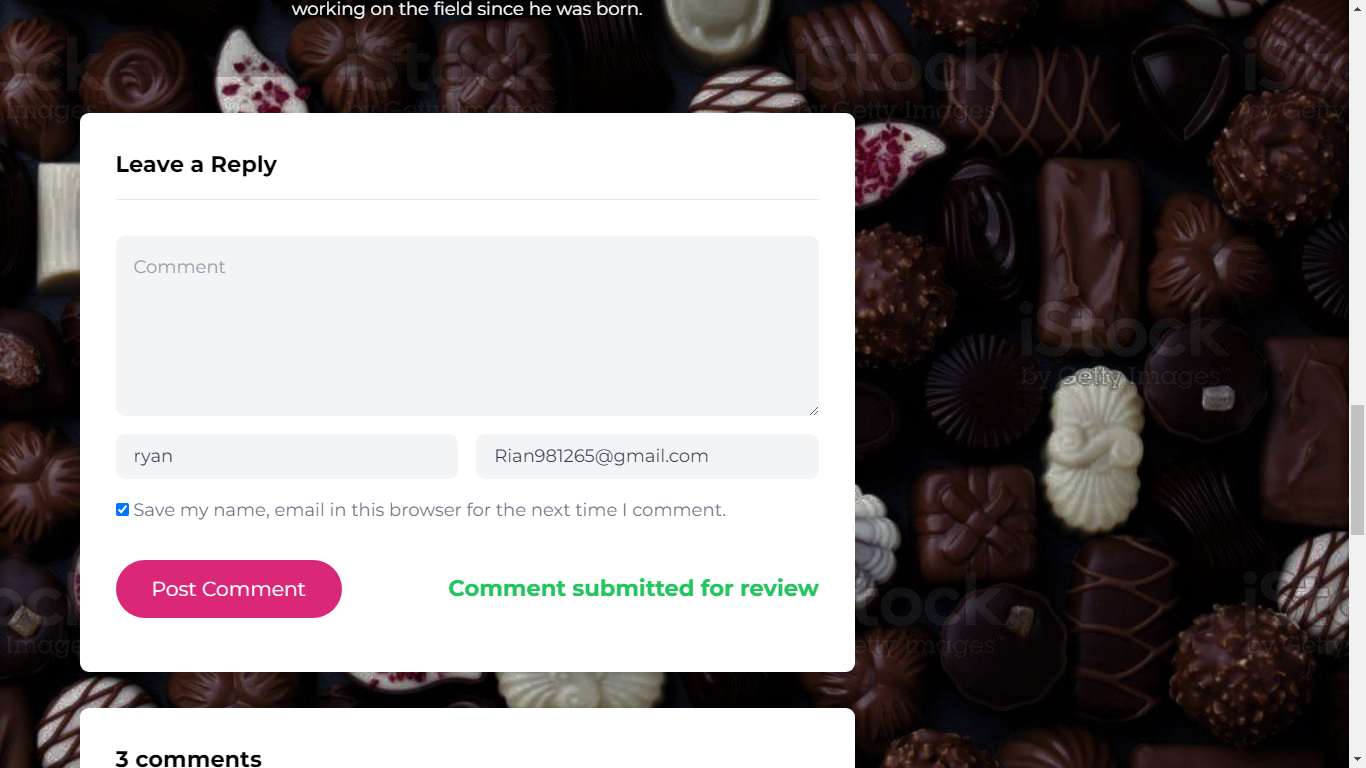 working on the field since he was born.
iStock
by Getty Images™
Leave a Reply
Comment
ryan
Rian981265@gmail.com
Save my name, email in this browser for the next time I comment.
Post Comment
Comment submitted for review
3 comments